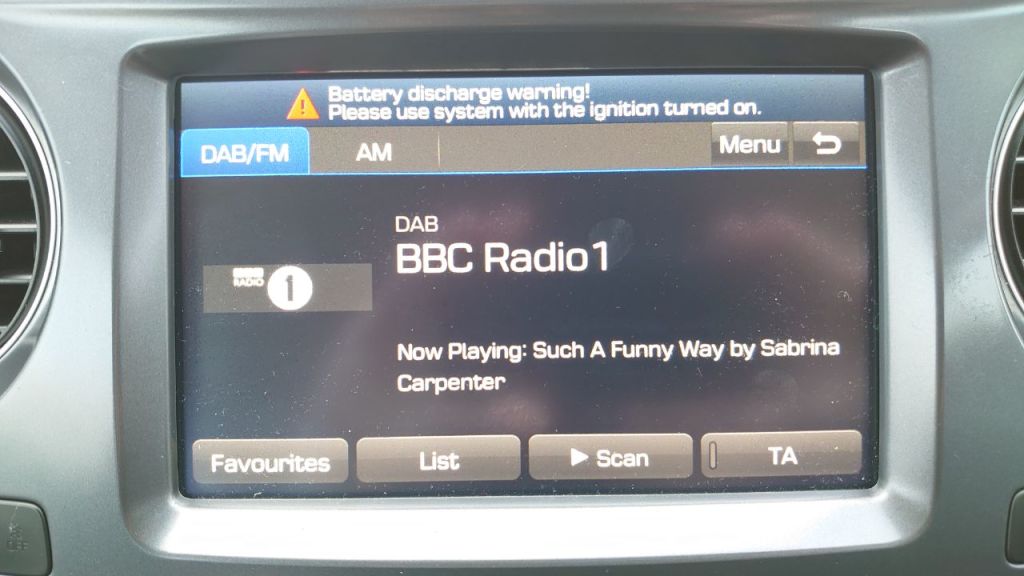 Battery discharge warning!
Please use system with the ignition turned on.
DAB/FM AM Menu
DAB
BBC Radio1
RADIO 1
Now Playing: Such A Funny Way by Sabrina
Carpenter
Favourites List Scan TA
OFF